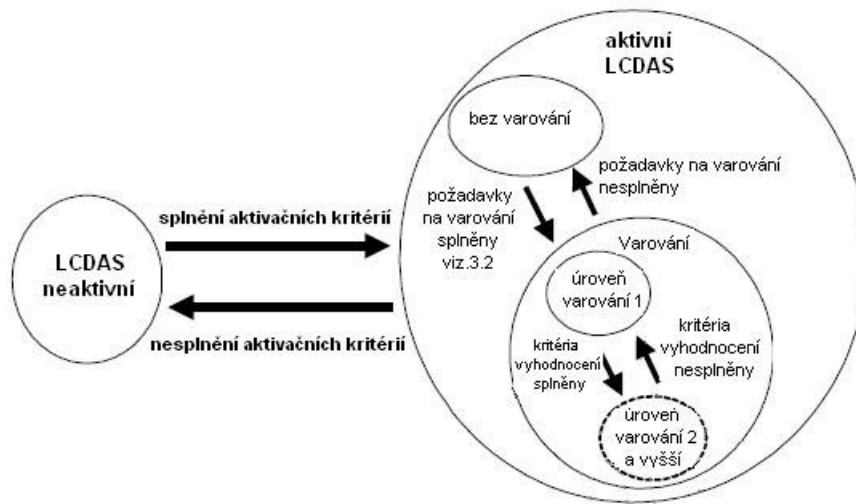 aktivní
LCDAS
bez varování
požadavky na varování
nesplněny
požadavky
na varování
splněny
viz.3.2
splnění aktivačních kritérií
LCDAS
neaktivní
nesplnění aktivačních kritérií
Varování
úroveň
varování 1
kritéria
vyhodnocení
splněny
kritéria
vyhodnocení
nesplněny
úroveň
varování 2
a vyšší